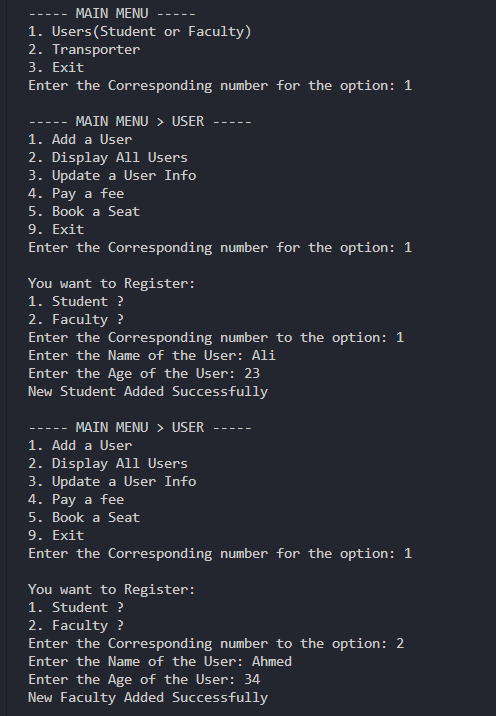 ----- MAIN MENU -----
1. Users(Student or Faculty)
2. Transporter
3. Exit
Enter the Corresponding number for the option: 1
----- MAIN MENU > USER -----
1. Add a User
2. Display All Users
3. Update a User Info
4. Pay a fee
5. Book a Seat
9. Exit
Enter the Corresponding number for the option: 1
You want to Register:
1. Student ?
2. Faculty ?
Enter the Corresponding number to the option: 1
Enter the Name of the User: Ali
Enter the Age of the User: 23
New Student Added Successfully
----- MAIN MENU > USER -----
1. Add a User
2. Display All Users
3. Update a User Info
4. Pay a fee
5. Book a Seat
9. Exit
Enter the Corresponding number for the option: 1
You want to Register:
1. Student ?
2. Faculty ?
Enter the Corresponding number to the option: 2
Enter the Name of the User: Ahmed
Enter the Age of the User: 34
New Faculty Added Successfully